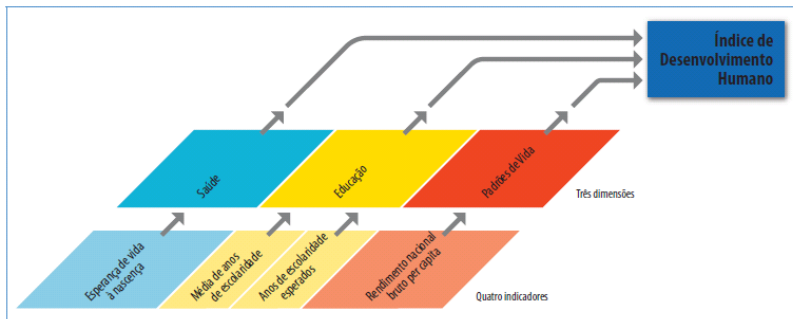 Índice de
Desenvolvimento
Humano
Saúde
Educação
Padrões de Vida
Três dimensões
Esperança de vida
à nascença
Média de anos
de escolaridade
Anos de escolaridade
esperados
Rendimento nacional
bruto per capita
Quatro indicadores